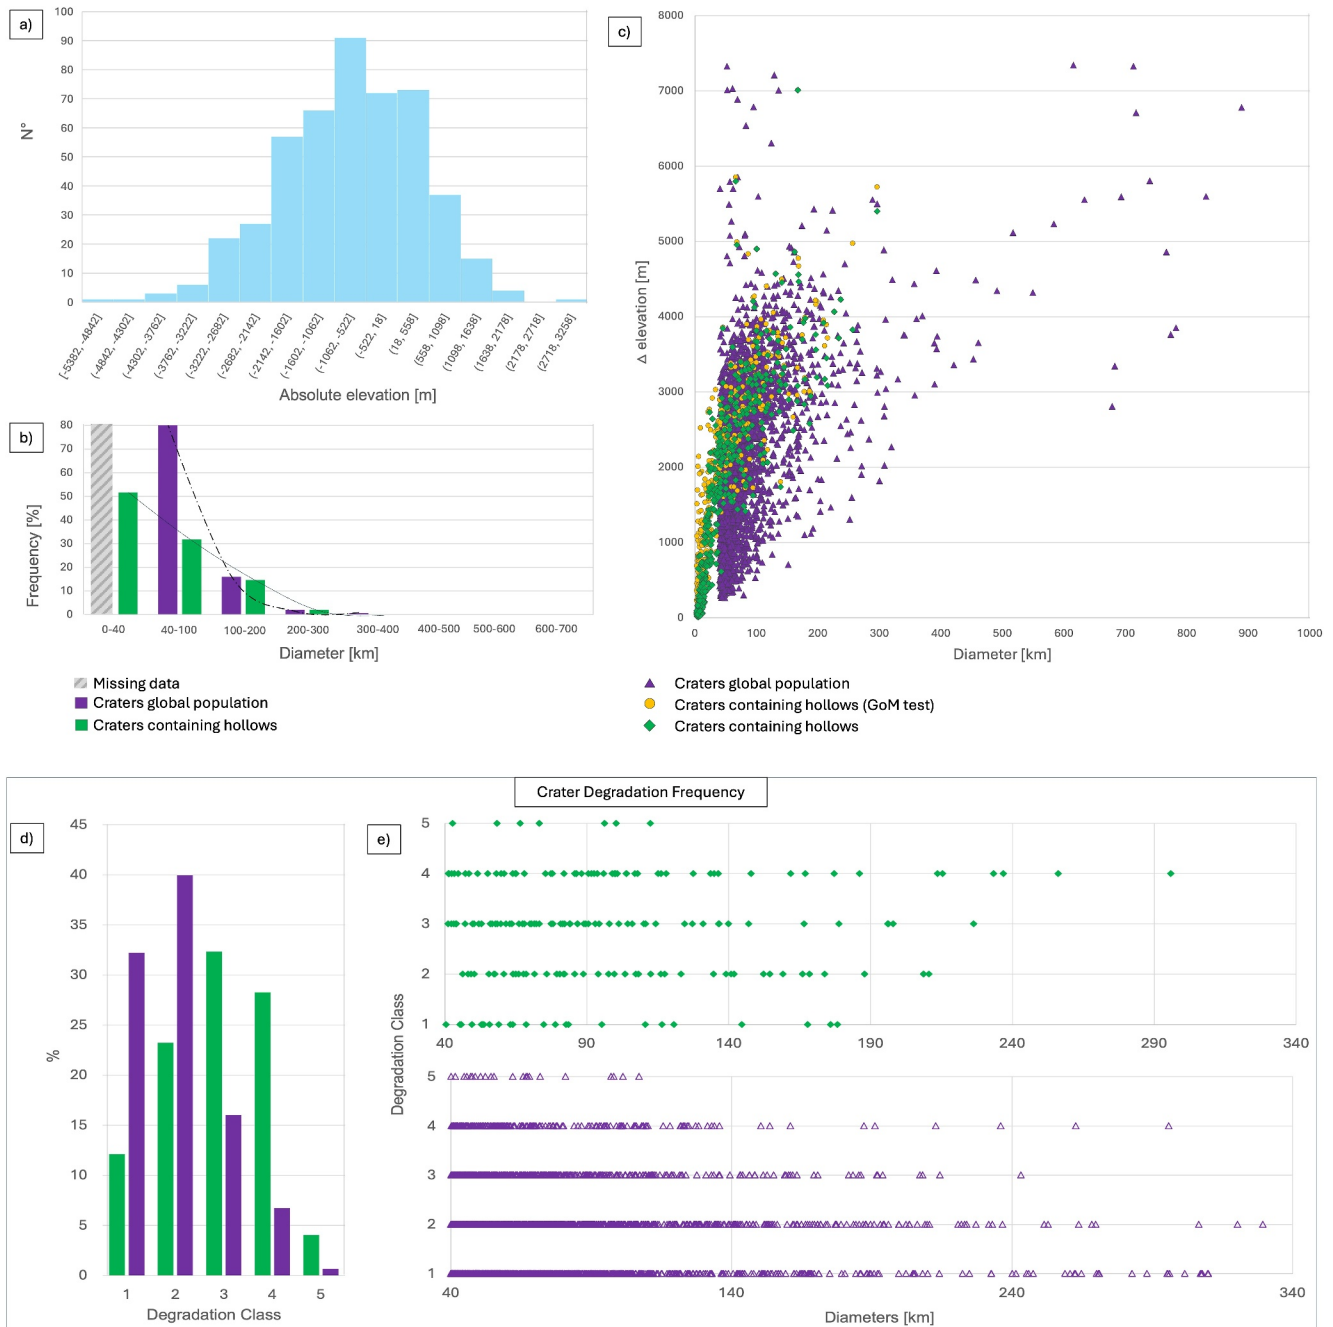 a)
100
90
80
70
60
50
40
30
20
10
0
N°
[-5382, -4842]
(-4842, -4302]
(-4302, -3762]
(-3762, -3222]
(-3222, -2682]
(-2682, -2142]
(-2142, -1602]
(-1602, -1062]
(-1062, -522]
(-522, 18]
(18, 558]
(558, 1098]
(1098, 1638]
(1638, 2178]
(2178, 2718]
(2718, 3258]
Absolute elevation [m]
b)
80
70
60
50
40
30
20
10
0
Frequency [%]
0-40 40-100 100-200 200-300 300-400 400-500 500-600 600-700
Diameter [km]
Missing data
Craters global population
Craters containing hollows
c)
8000
7000
6000
5000
4000
3000
2000
1000
0
Δ elevation [m]
0 100 200 300 400 500 600 700 800 900 1000
Diameter [km]
Craters global population
Craters containing hollows (GoM test)
Craters containing hollows
Crater Degradation Frequency
d)
45
40
35
30
25
20
15
10
5
0
%
1 2 3 4 5
Degradation Class
e)
Degradation Class
5
4
3
2
1
40 90 140 190 240 290 340
5
4
3
2
1
40 140 240 340
Diameters [km]